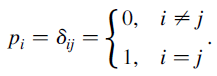 p_i = δ_ij = { 0, i ≠ j
1, i = j .